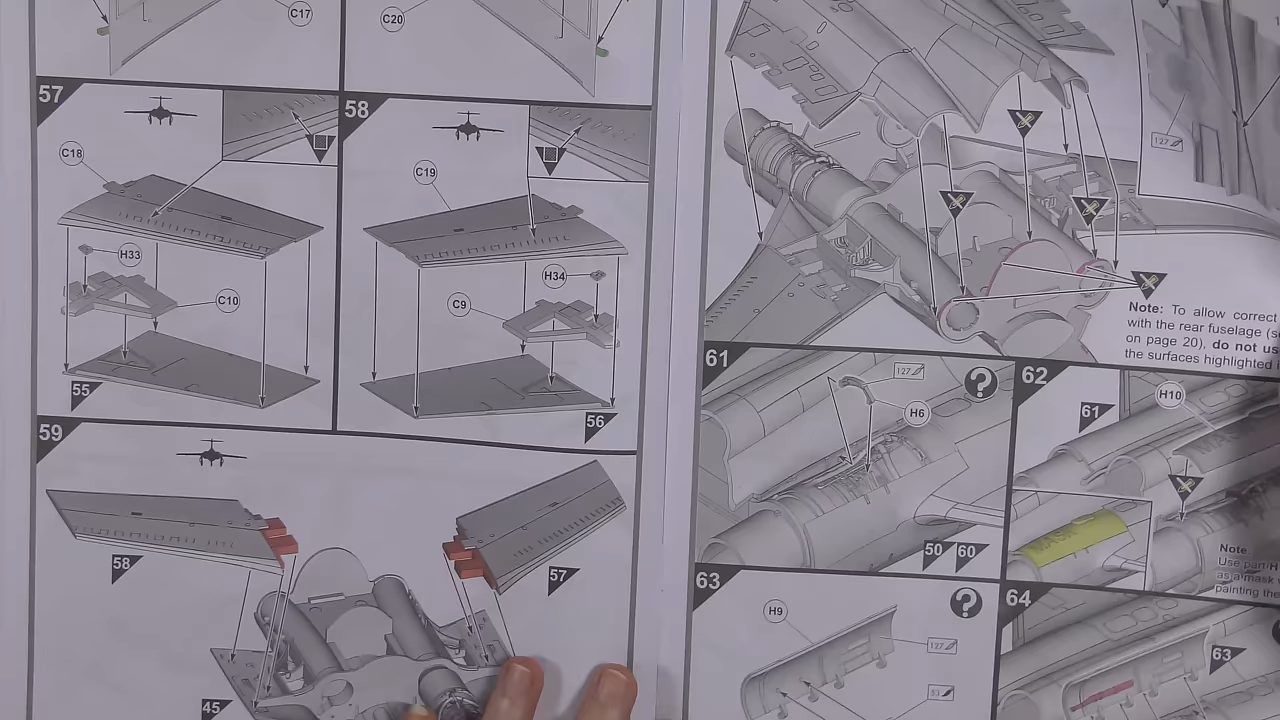 C17
C20
57
58
C18
C19
H33
C10
H34
C9
55
56
59
58
57
45
127
Note: To allow correct
with the rear fuselage (s
on page 20), do not us
the surfaces highlighted
61
127
H6
50
60
62
61
H10
MASK
Note
Use part H
as a mask
painting the
63
H9
127
53
64
63